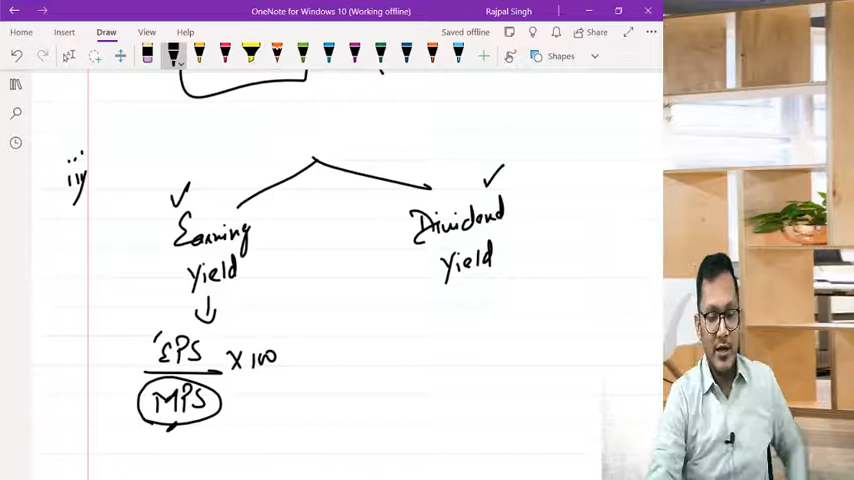 OneNote for Windows 10 (Working offline)
Rajpal Singh
Home Insert Draw View Help
Saved offline
Share
Shapes
iii)
Earning
yield
Dividend
yield
EPS
X 100
MPS